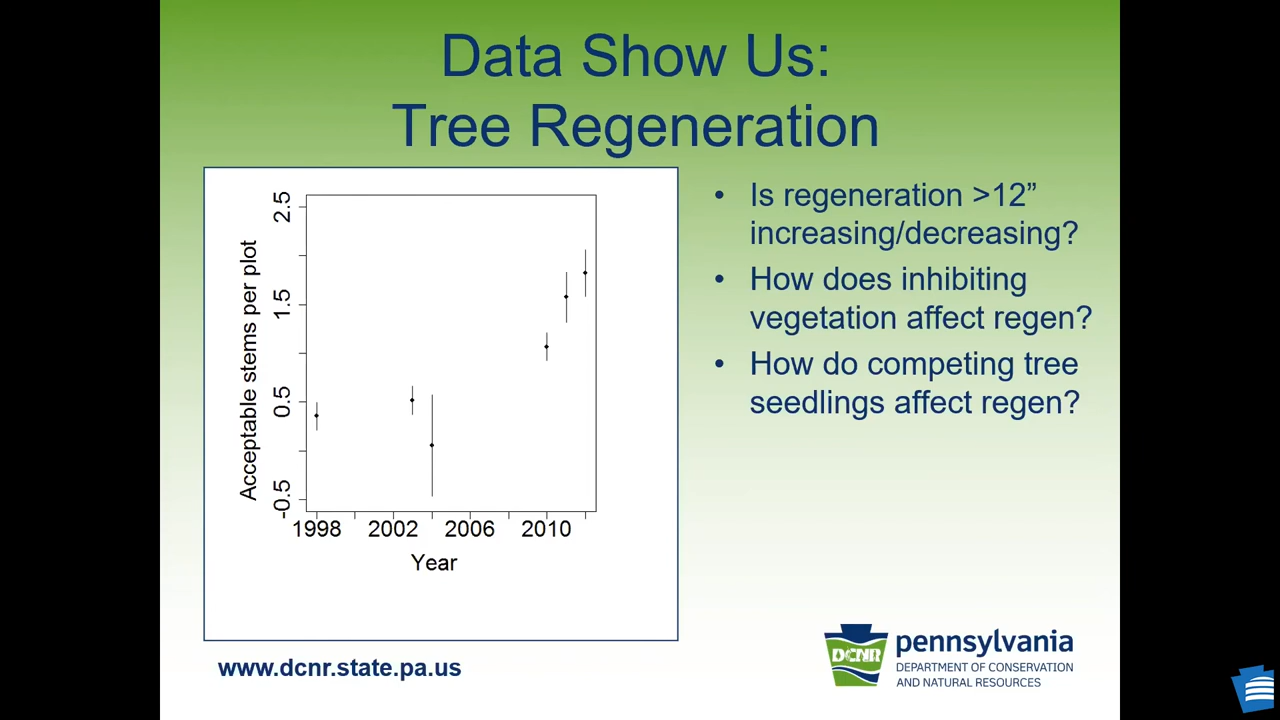 Data Show Us:
Tree Regeneration
2.5
1.5
0.5
-0.5
Acceptable stems per plot
1998 2002 2006 2010
Year
• Is regeneration >12”
increasing/decreasing?
• How does inhibiting
vegetation affect regen?
• How do competing tree
seedlings affect regen?
www.dcnr.state.pa.us
DCNR
pennsylvania
DEPARTMENT OF CONSERVATION
AND NATURAL RESOURCES